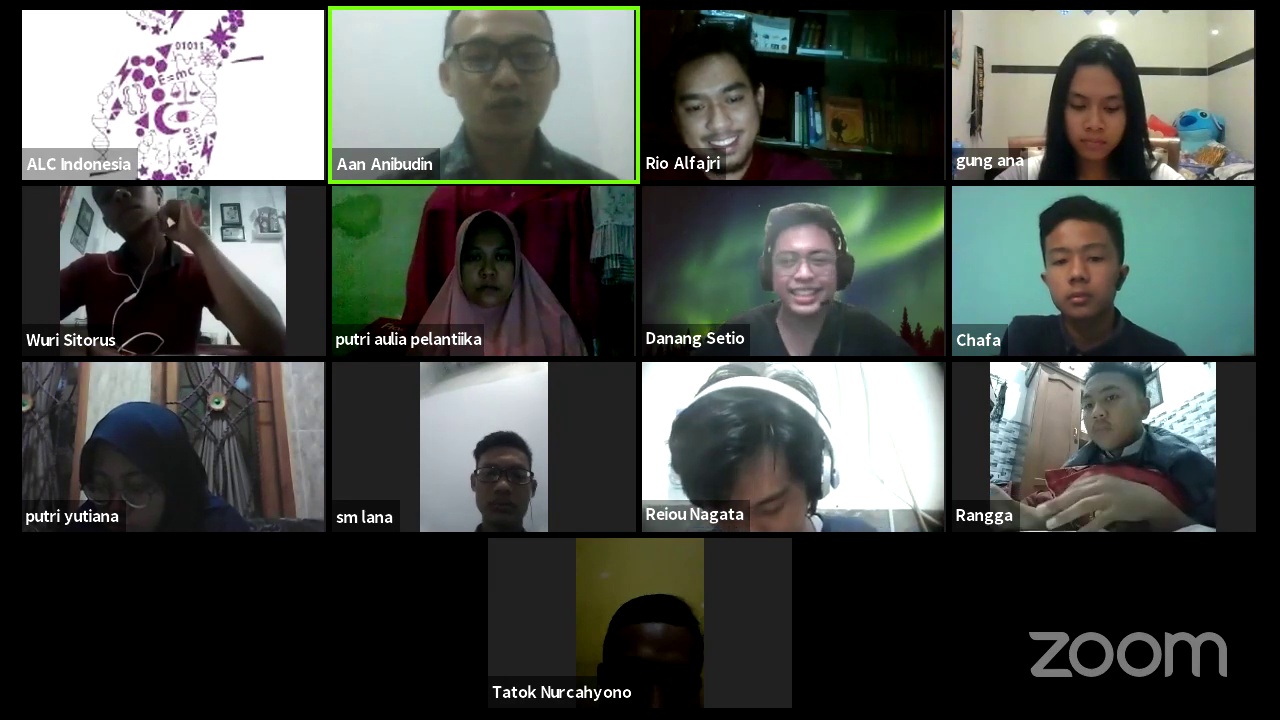 01011
E=mc
ALC Indonesia
Aan Anibudin
Rio Alfajri
gung ana
Wuri Sitorus
putri aulia pelantiika
Danang Setio
Chafa
putri yutiana
sm lana
Reiou Nagata
Rangga
Tatok Nurcahyono
zoom